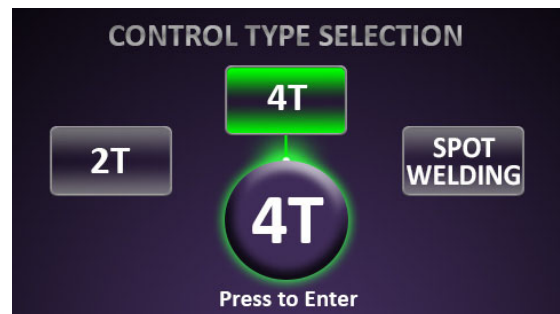 CONTROL TYPE SELECTION
4T
2T
SPOT
WELDING
4T
Press to Enter